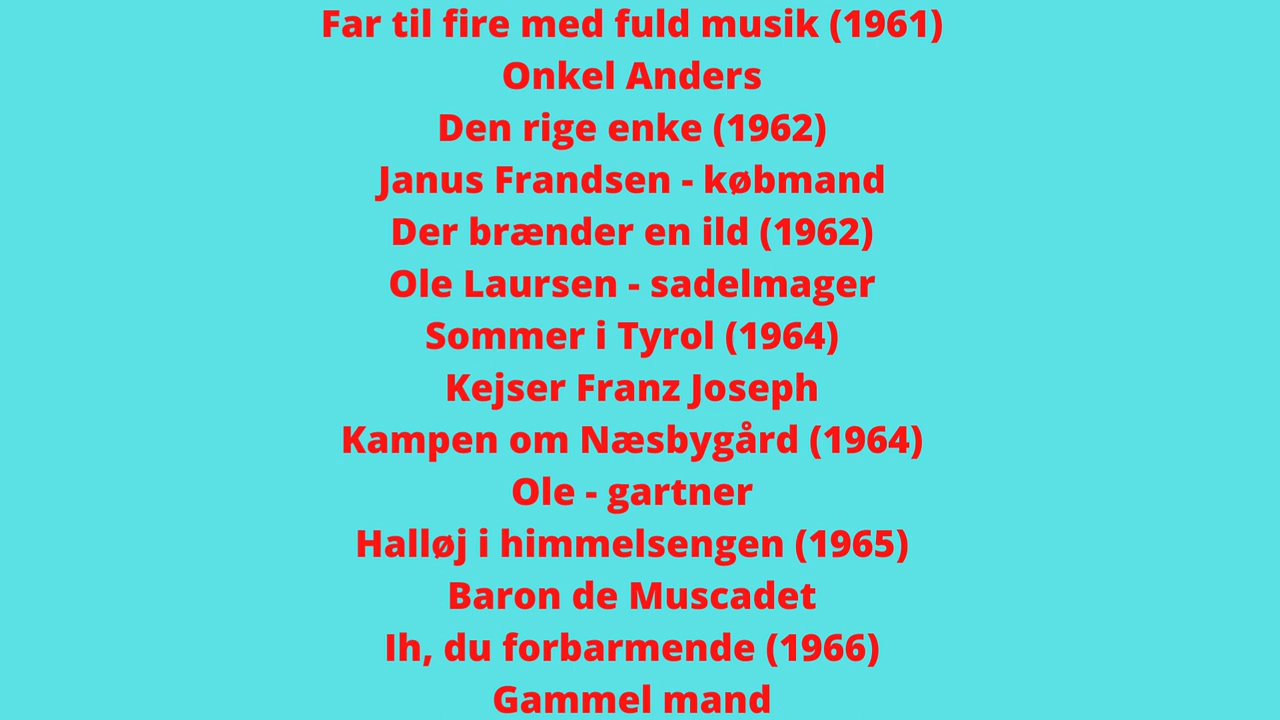 Far til fire med fuld musik (1961)
Onkel Anders
Den rige enke (1962)
Janus Frandsen - købmand
Der brænder en ild (1962)
Ole Laursen - sadelmager
Sommer i Tyrol (1964)
Kejser Franz Joseph
Kampen om Næsbygård (1964)
Ole - gartner
Halløj i himmelsengen (1965)
Baron de Muscadet
Ih, du forbarmende (1966)
Gammel mand